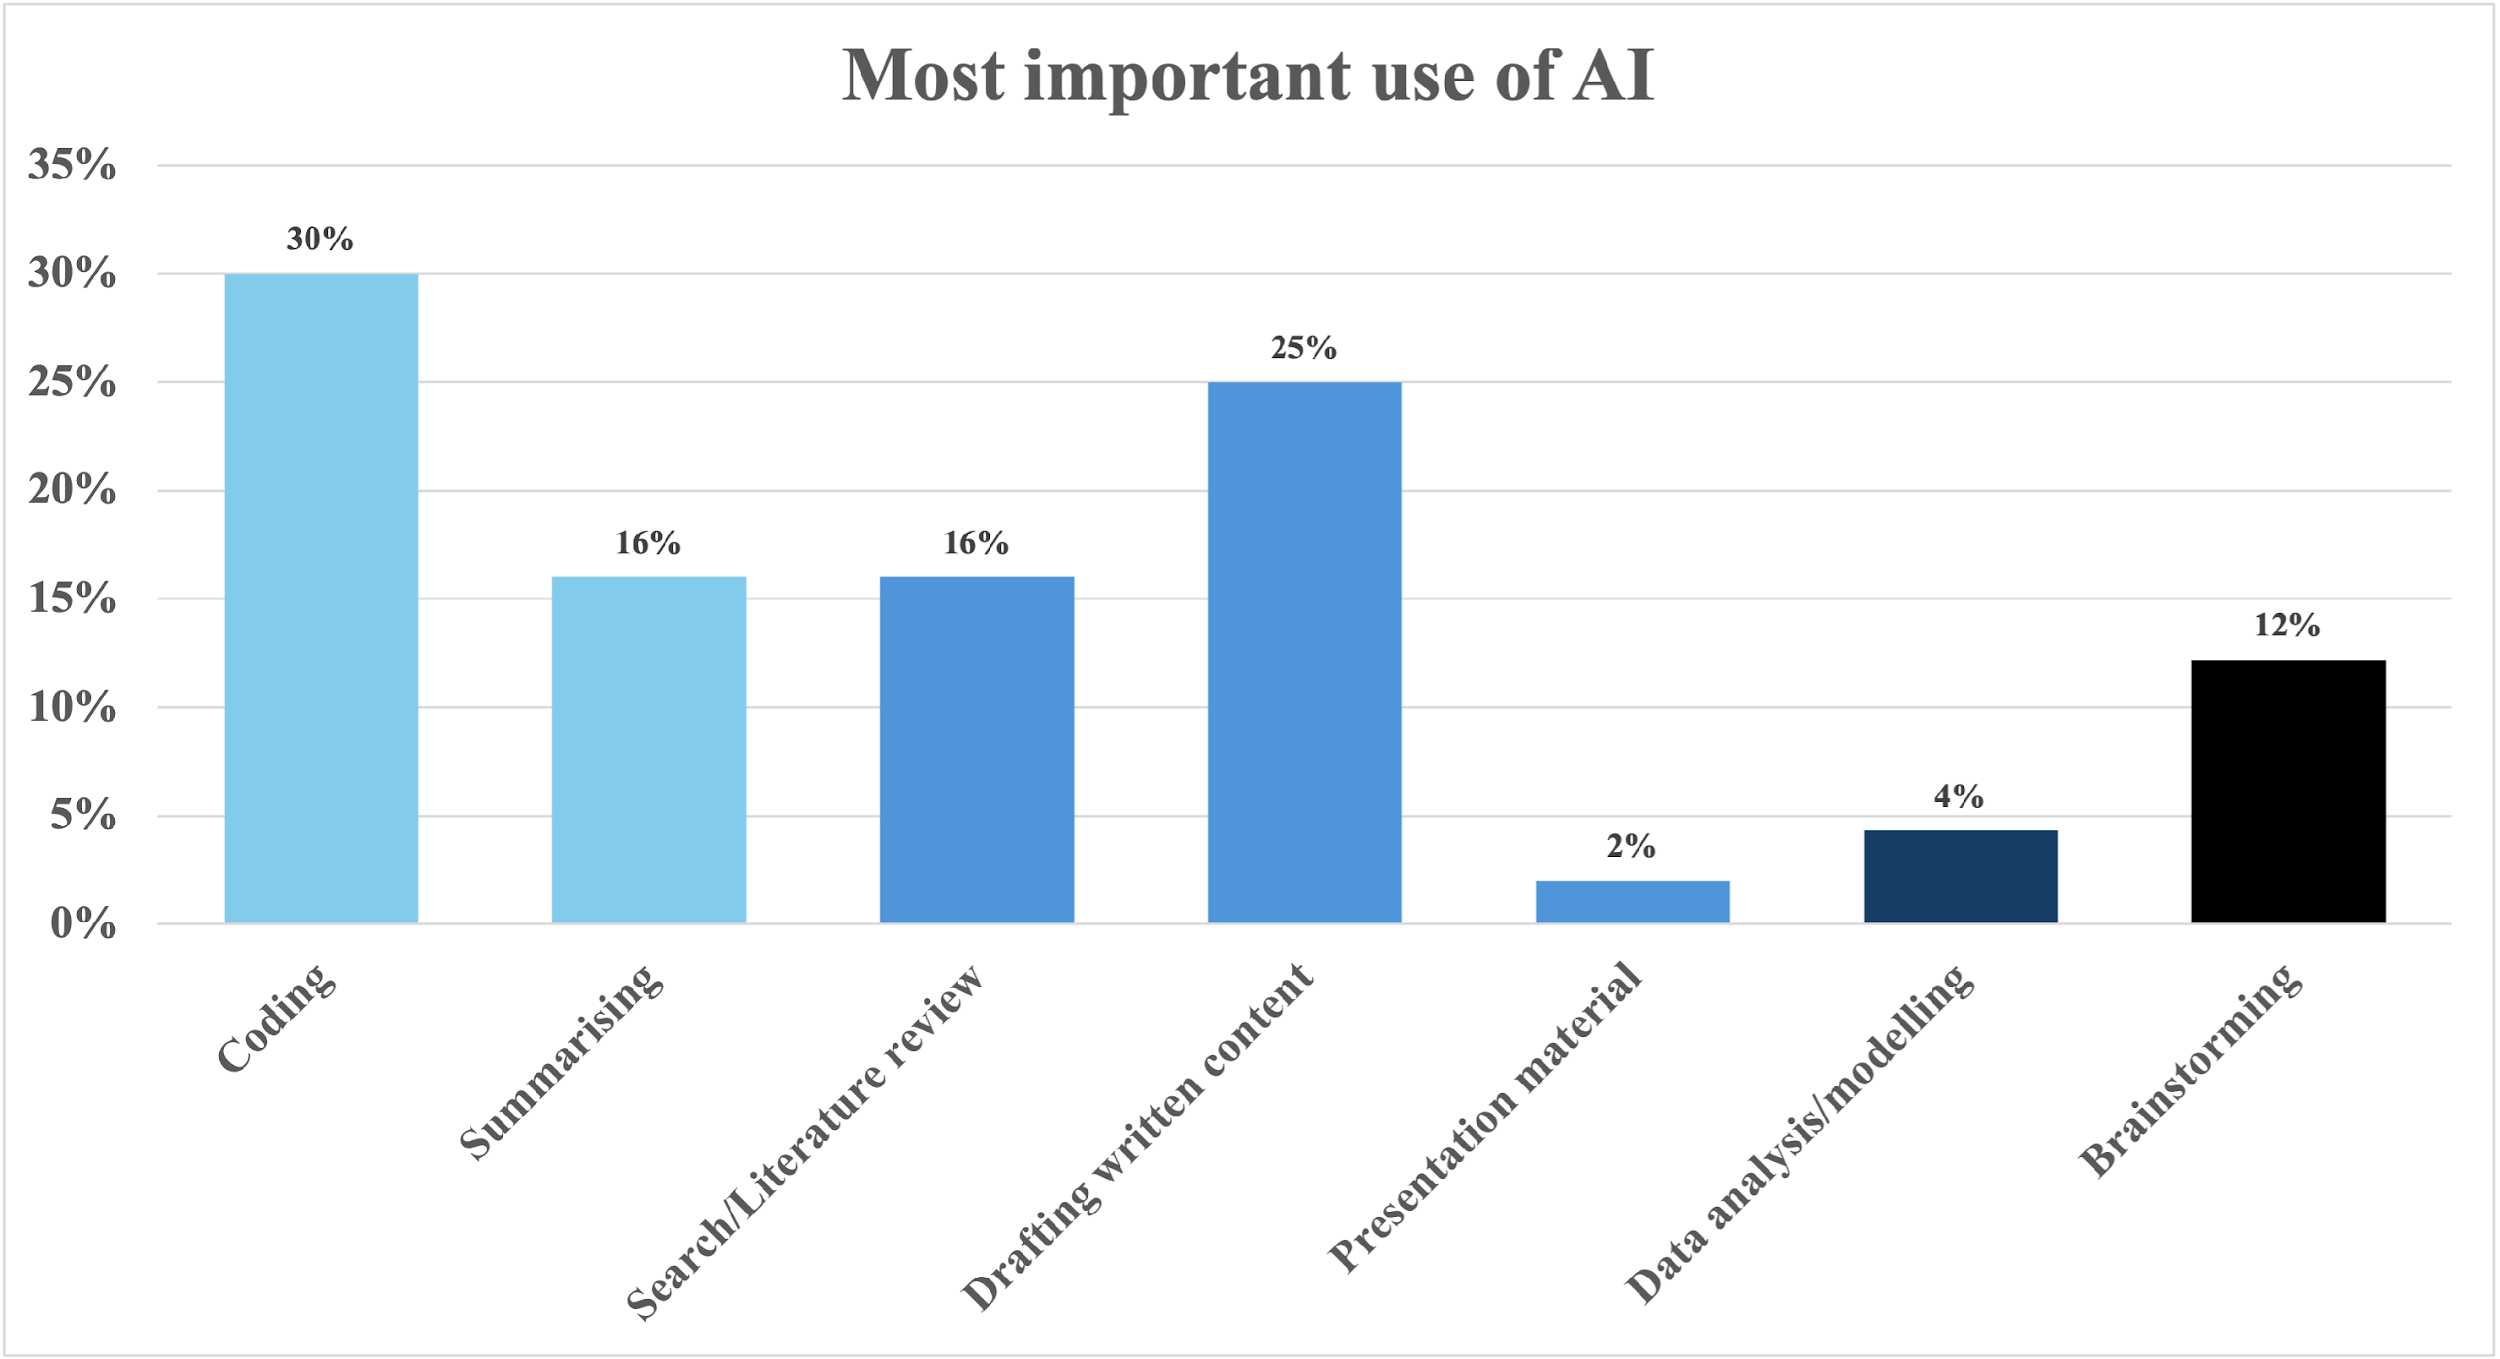 Most important use of AI
35%
30%
25%
20%
15%
10%
5%
0%
30%
16%
16%
25%
2%
4%
12%
Coding
Summarising
Search/Literature review
Drafting written content
Presentation material
Data analysis/modelling
Brainstorming